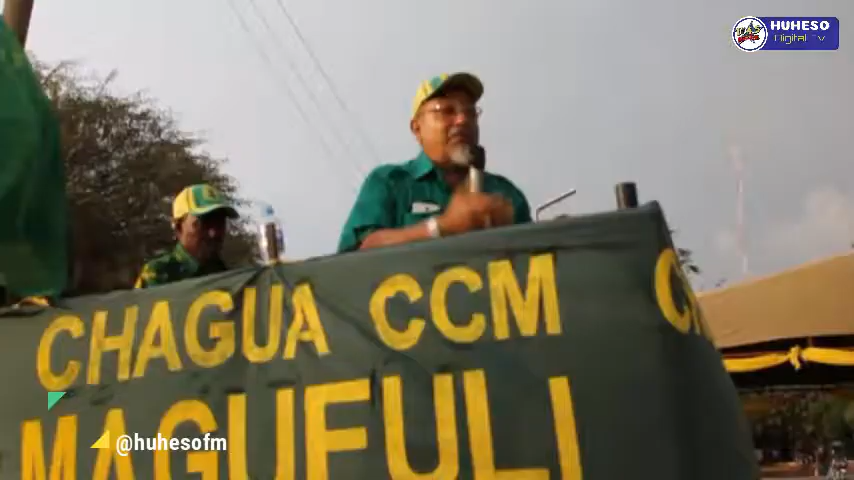 HUHESO
Digital Tv
CHAGUA CCM
MAGUFULI
@huhesofm